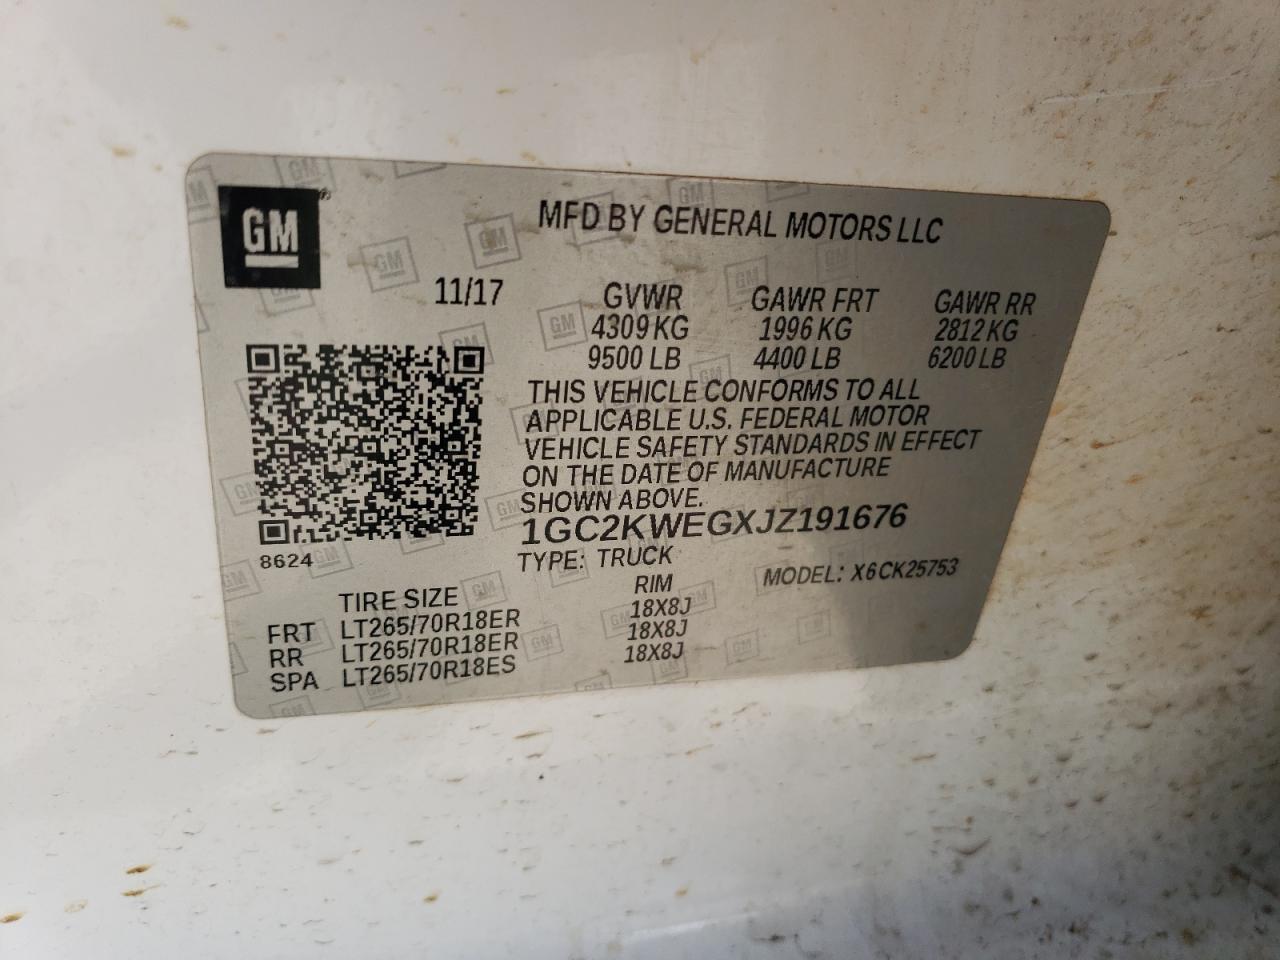 GM
MFD BY GENERAL MOTORS LLC
11/17
GVWR GAWR FRT GAWR RR
4309 KG 1996 KG 2812 KG
9500 LB 4400 LB 6200 LB
THIS VEHICLE CONFORMS TO ALL
APPLICABLE U.S. FEDERAL MOTOR
VEHICLE SAFETY STANDARDS IN EFFECT
ON THE DATE OF MANUFACTURE
SHOWN ABOVE.
1GC2KWEGXJZ191676
8624
TYPE: TRUCK MODEL: X6CK25753
TIRE SIZE RIM
FRT LT265/70R18ER 18X8J
RR LT265/70R18ER 18X8J
SPA LT265/70R18ES 18X8J